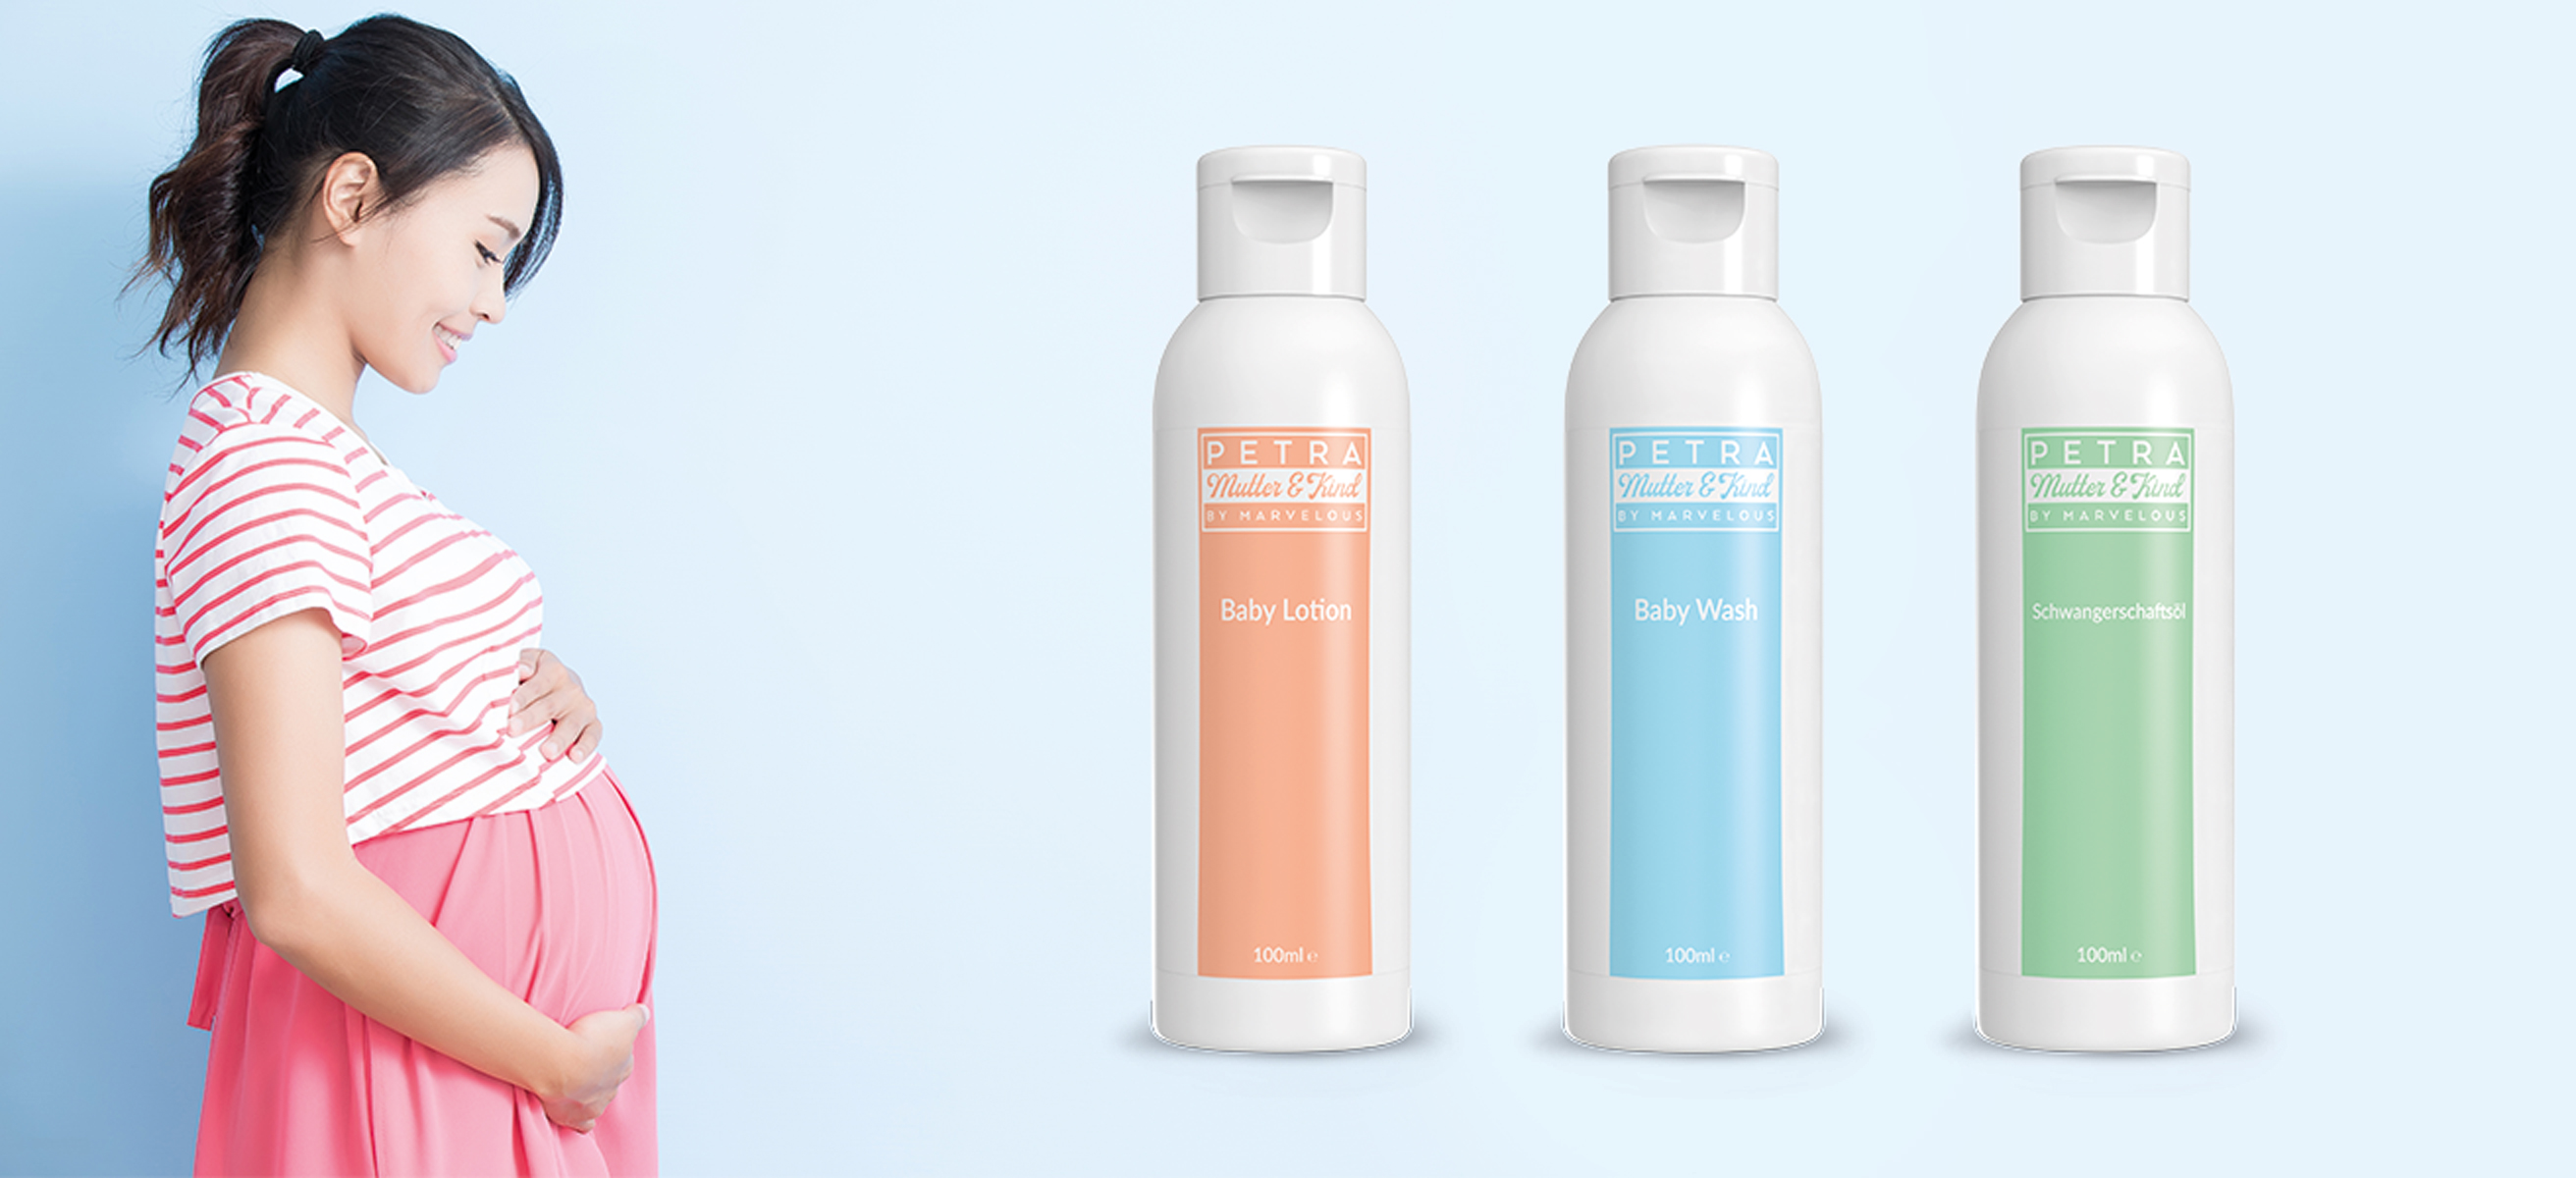 PETRA
Mutter & Kind
BY MARVELOUS
Baby Lotion
100ml ℮
PETRA
Mutter & Kind
BY MARVELOUS
Baby Wash
100ml ℮
PETRA
Mutter & Kind
BY MARVELOUS
Schwangerschaftsöl
100ml ℮